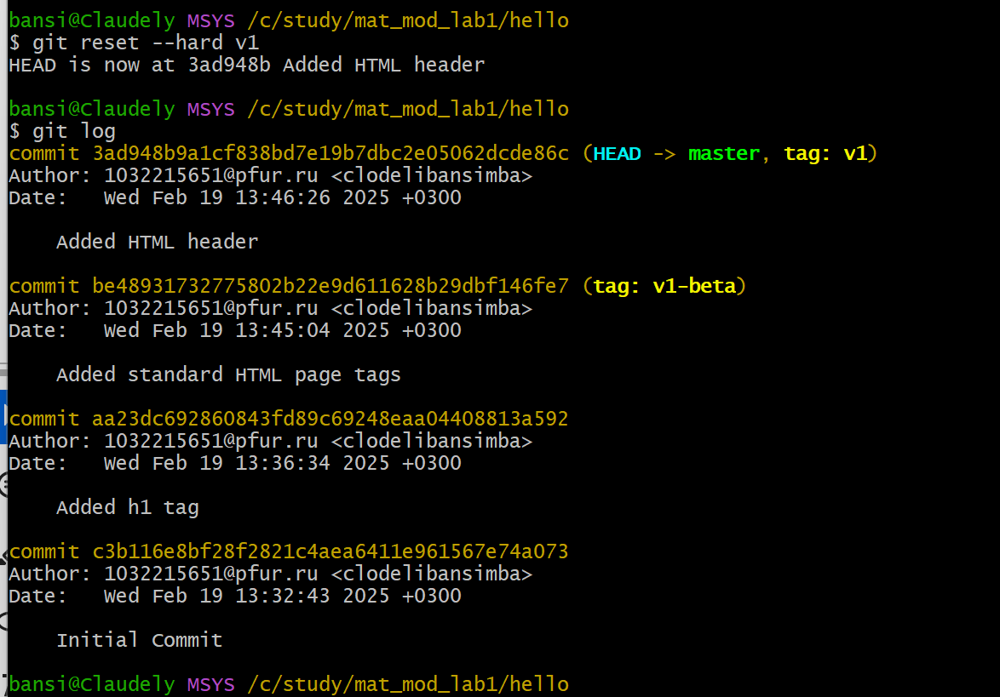 bansi@Claudely MSYS /c/study/mat_mod_lab1/hello
$ git reset --hard v1
HEAD is now at 3ad948b Added HTML header
bansi@Claudely MSYS /c/study/mat_mod_lab1/hello
$ git log
commit 3ad948b9a1cf838bd7e19b7dbc2e05062dcde86c (HEAD -> master, tag: v1)
Author: 1032215651@pfur.ru <clodelibansimba>
Date:   Wed Feb 19 13:46:26 2025 +0300
    Added HTML header
commit be489317327758​02b22e9d611628b29dbf146fe7 (tag: v1-beta)
Author: 1032215651@pfur.ru <clodelibansimba>
Date:   Wed Feb 19 13:45:04 2025 +0300
    Added standard HTML page tags
commit aa23dc692860843fd89c69248eaa04408813a592
Author: 1032215651@pfur.ru <clodelibansimba>
Date:   Wed Feb 19 13:36:34 2025 +0300
    Added h1 tag
commit c3b116e8bf28f2821c4aea6411e961567e74a073
Author: 1032215651@pfur.ru <clodelibansimba>
Date:   Wed Feb 19 13:32:43 2025 +0300
    Initial Commit
bansi@Claudely MSYS /c/study/mat_mod_lab1/hello